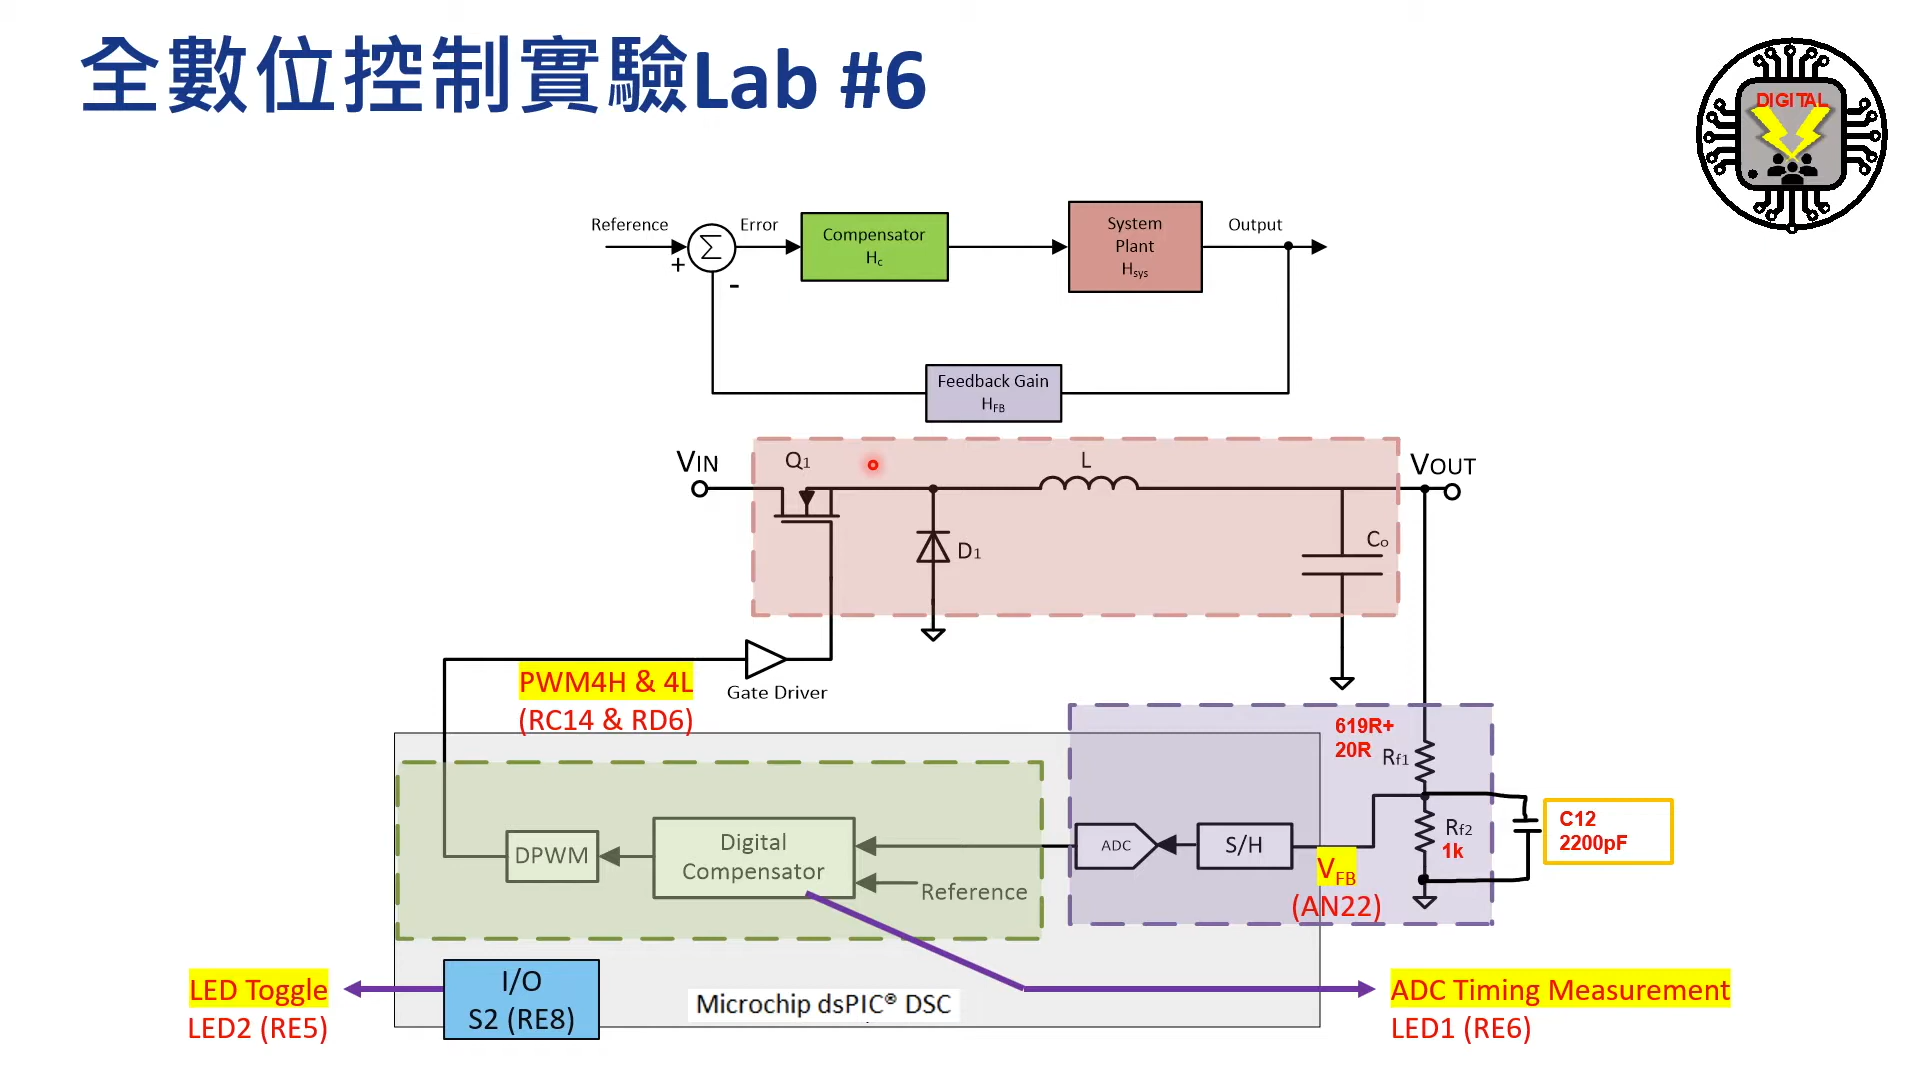 全數位控制實驗Lab #6
DIGITAL
Reference
+
Σ
-
Error
Compensator
Hc
System
Plant
Hsys
Output
Feedback Gain
HFB
VIN
Q1
L
VOUT
D1
Co
PWM4H & 4L
(RC14 & RD6)
Gate Driver
619R+
20R
Rf1
Rf2
1k
C12
2200pF
DPWM
Digital
Compensator
Reference
ADC
S/H
VFB
(AN22)
LED Toggle
LED2 (RE5)
I/O
S2 (RE8)
Microchip dsPIC® DSC
ADC Timing Measurement
LED1 (RE6)